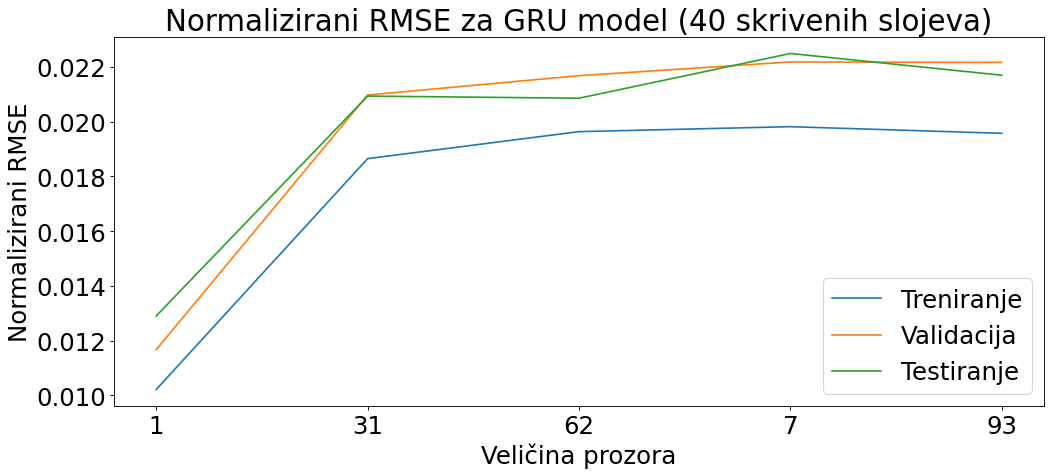 Normalizirani RMSE za GRU model (40 skrivenih slojeva)
Normalizirani RMSE
0.022
0.020
0.018
0.016
0.014
0.012
0.010
1 31 62 7 93
Veličina prozora
Treniranje
Validacija
Testiranje